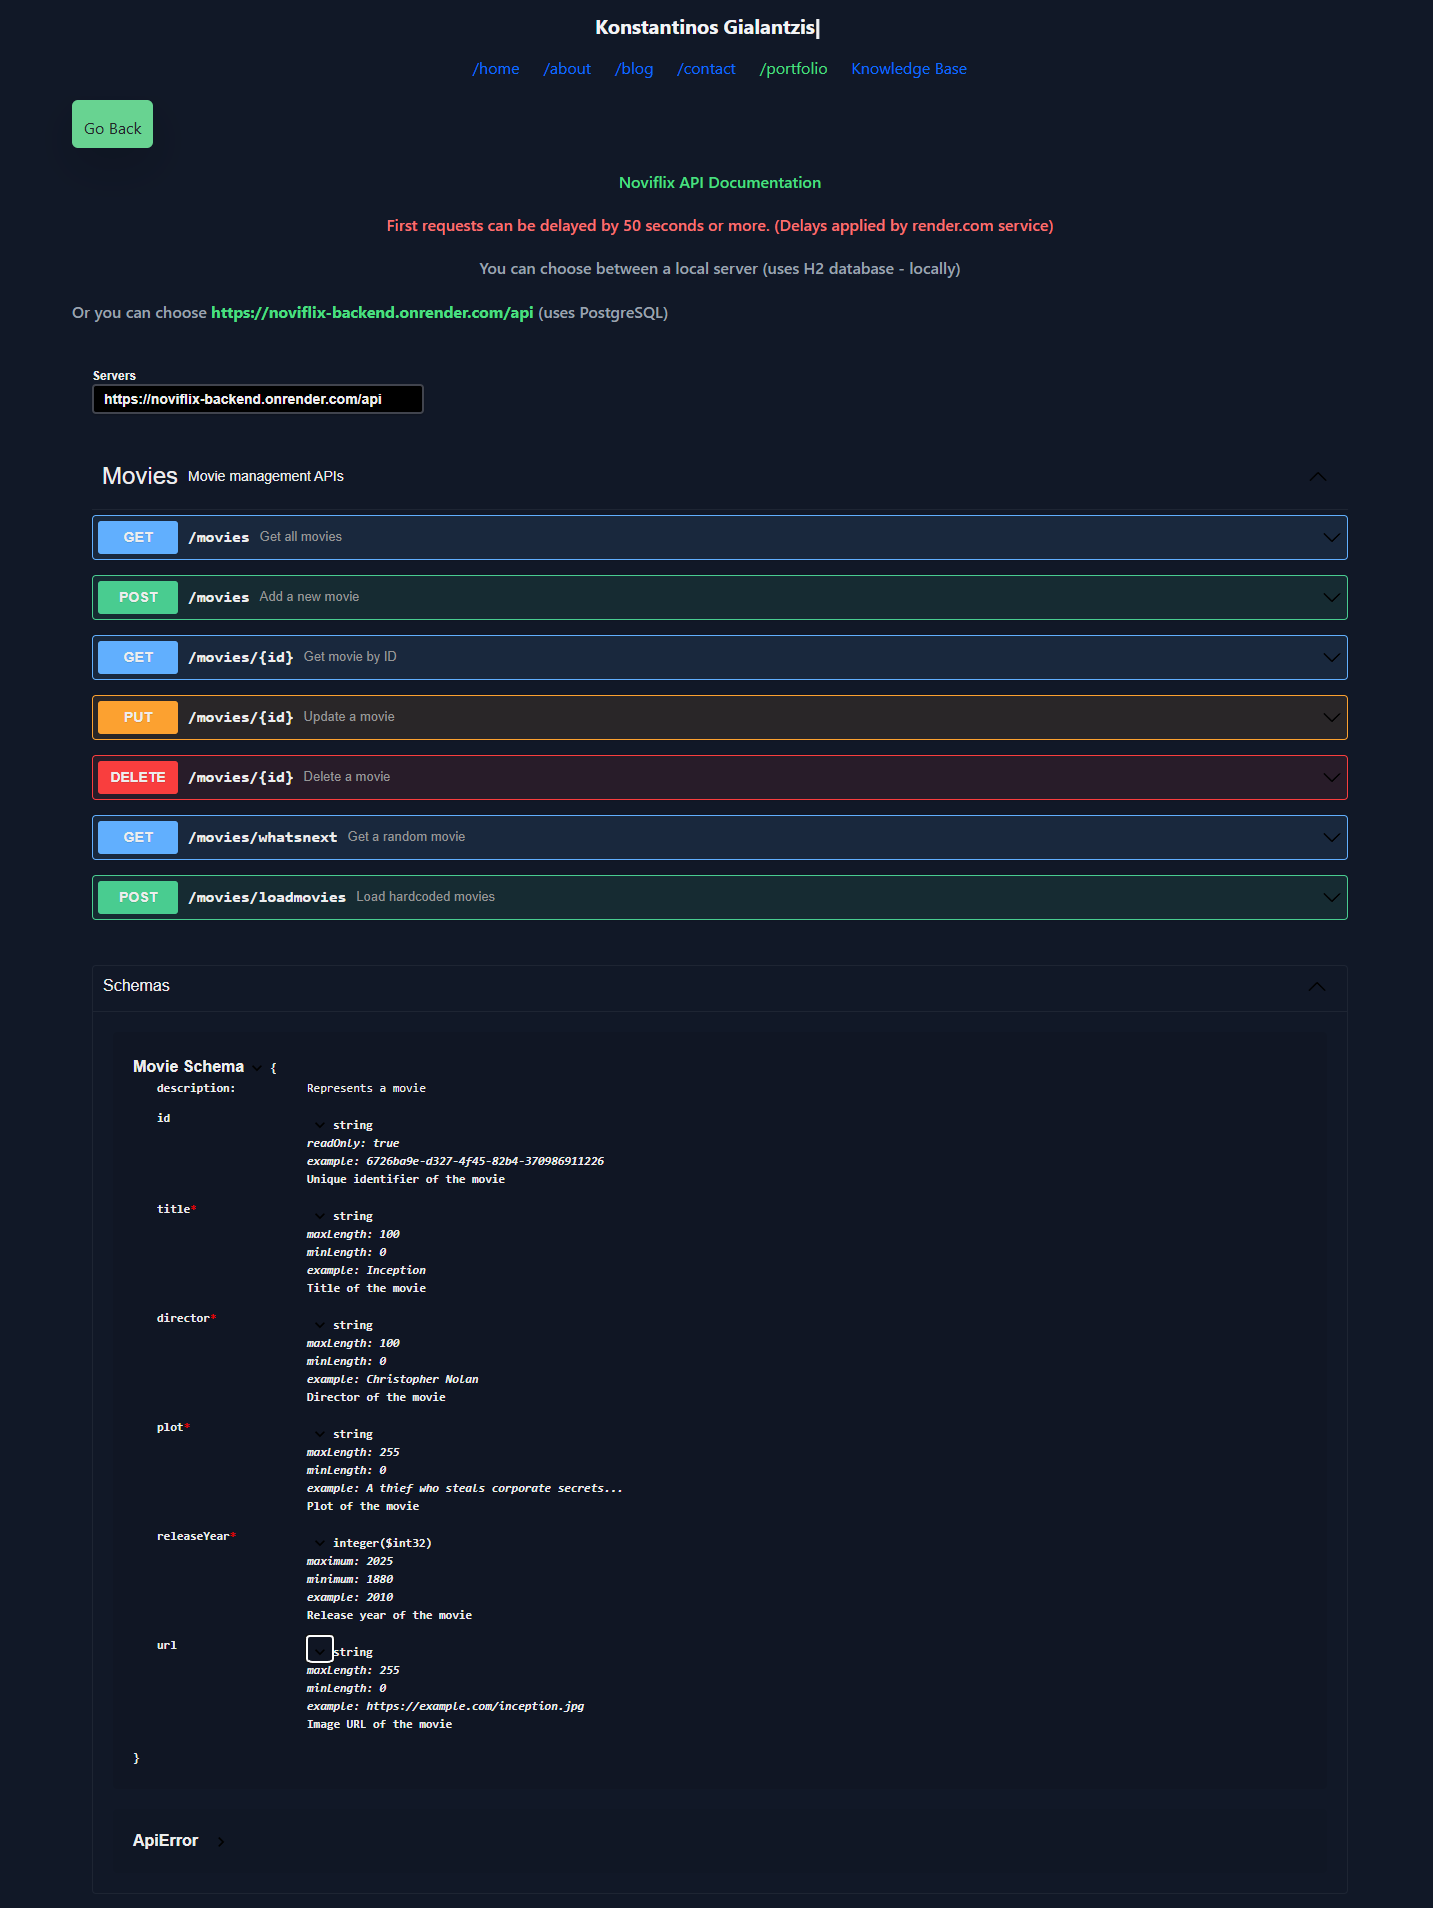 Konstantinos Gialantzis|
/home /about /blog /contact /portfolio Knowledge Base
Go Back
Noviflix API Documentation
First requests can be delayed by 50 seconds or more. (Delays applied by render.com service)
You can choose between a local server (uses H2 database - locally)
Or you can choose https://noviflix-backend.onrender.com/api (uses PostgreSQL)
Servers
https://noviflix-backend.onrender.com/api
Movies Movie management APIs
GET /movies Get all movies
POST /movies Add a new movie
GET /movies/{id} Get movie by ID
PUT /movies/{id} Update a movie
DELETE /movies/{id} Delete a movie
GET /movies/whatsnext Get a random movie
POST /movies/loadmovies Load hardcoded movies
Schemas
Movie Schema {
description: Represents a movie
id string
readOnly: true
example: 6726ba9e-d327-4f45-82b4-370986911226
Unique identifier of the movie
title* string
maxLength: 100
minLength: 0
example: Inception
Title of the movie
director* string
maxLength: 100
minLength: 0
example: Christopher Nolan
Director of the movie
plot* string
maxLength: 255
minLength: 0
example: A thief who steals corporate secrets...
Plot of the movie
releaseYear* integer($int32)
maximum: 2025
minimum: 1880
example: 2010
Release year of the movie
url string
maxLength: 255
minLength: 0
example: https://example.com/inception.jpg
Image URL of the movie
}
ApiError